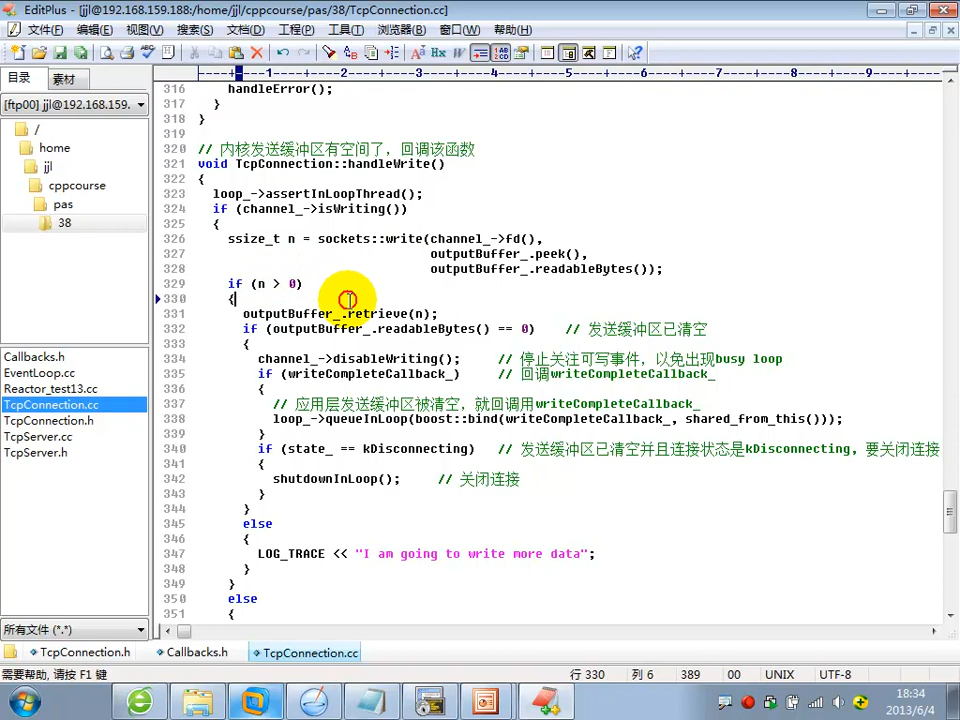 EditPlus - [jjl@192.168.159.188:/home/jjl/cppcourse/pas/38/TcpConnection.cc]
文件(F) 编辑(E) 视图(V) 搜索(S) 文档(D) 工程(P) 工具(T) 浏览器(B) 窗口(W) 帮助(H)
目录 素材
[ftp00] jjl@192.168.159.
/
home
jjl
cppcourse
pas
38
Callbacks.h
EventLoop.cc
Reactor_test13.cc
TcpConnection.cc
TcpConnection.h
TcpServer.cc
TcpServer.h
所有文件 (*.*)
----+----1----+----2----+----3----+----4----+----5----+----6----+----7----+----8----+----9----+--
316 handleError();
317 }
318 }
319
320 // 内核发送缓冲区有空间了，回调该函数
321 void TcpConnection::handleWrite()
322 {
323 loop_->assertInLoopThread();
324 if (channel_->isWriting())
325 {
326 ssize_t n = sockets::write(channel_->fd(),
327 outputBuffer_.peek(),
328 outputBuffer_.readableBytes());
329 if (n > 0)
330 {
331 outputBuffer_.retrieve(n);
332 if (outputBuffer_.readableBytes() == 0) // 发送缓冲区已清空
333 {
334 channel_->disableWriting(); // 停止关注可写事件，以免出现busy loop
335 if (writeCompleteCallback_) // 回调writeCompleteCallback_
336 {
337 // 应用层发送缓冲区被清空，就回调用writeCompleteCallback_
338 loop_->queueInLoop(boost::bind(writeCompleteCallback_, shared_from_this()));
339 }
340 if (state_ == kDisconnecting) // 发送缓冲区已清空并且连接状态是kDisconnecting, 要关闭连接
341 {
342 shutdownInLoop(); // 关闭连接
343 }
344 }
345 else
346 {
347 LOG_TRACE << "I am going to write more data";
348 }
349 }
350 else
351 {
TcpConnection.h Callbacks.h TcpConnection.cc
需要帮助, 请按 F1 键 行 330 列 6 389 00 UNIX UTF-8
18:34
2013/6/4